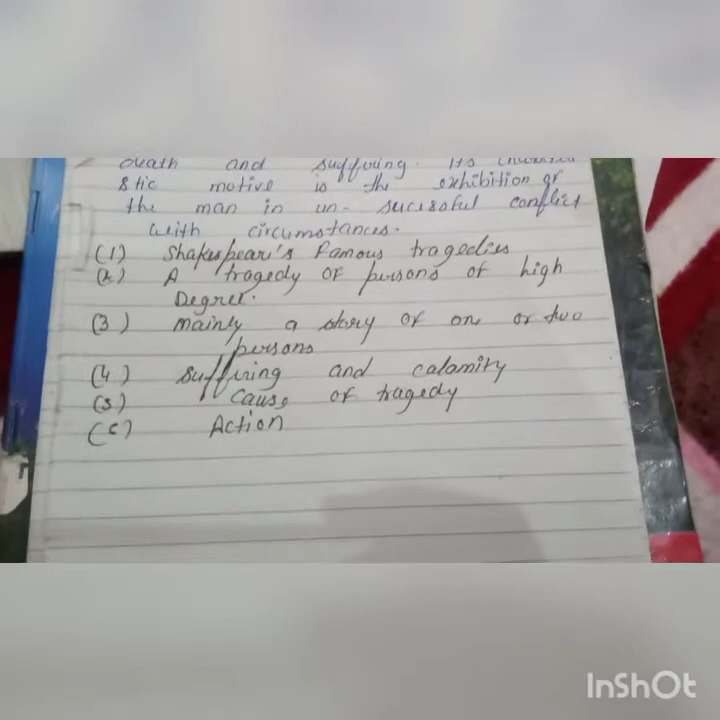 death and suffering. Its
stic motive is the exhibition of
the man in un- sucessful conflict
with circumstances.
(1) Shakespear's famous tragedies
(2) A tragedy of persons of high
Degree.
(3) mainly a story of one or two
persons
(4) suffiring and calamity
(5) cause of tragedy
(6) Action
InShOt